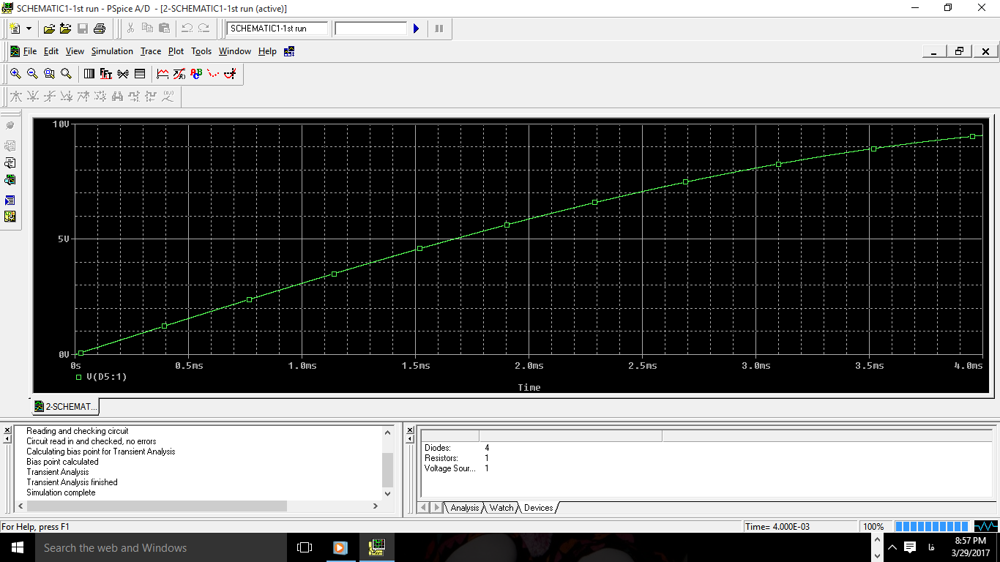 SCHEMATIC1-1st run - PSpice A/D - [2-SCHEMATIC1-1st run (active)]
SCHEMATIC1-1st run
File Edit View Simulation Trace Plot Tools Window Help
FFT
ABC
10V
5V
0V
0s 0.5ms 1.0ms 1.5ms 2.0ms 2.5ms 3.0ms 3.5ms 4.0ms
V(D5:1)
Time
2-SCHEMAT...
Reading and checking circuit
Circuit read in and checked, no errors
Calculating bias point for Transient Analysis
Bias point calculated
Transient Analysis
Transient Analysis finished
Simulation complete
Diodes: 4
Resistors: 1
Voltage Sour... 1
Analysis Watch Devices
For Help, press F1 Time= 4.000E-03 100%
Search the web and Windows
فا
8:57 PM
3/29/2017